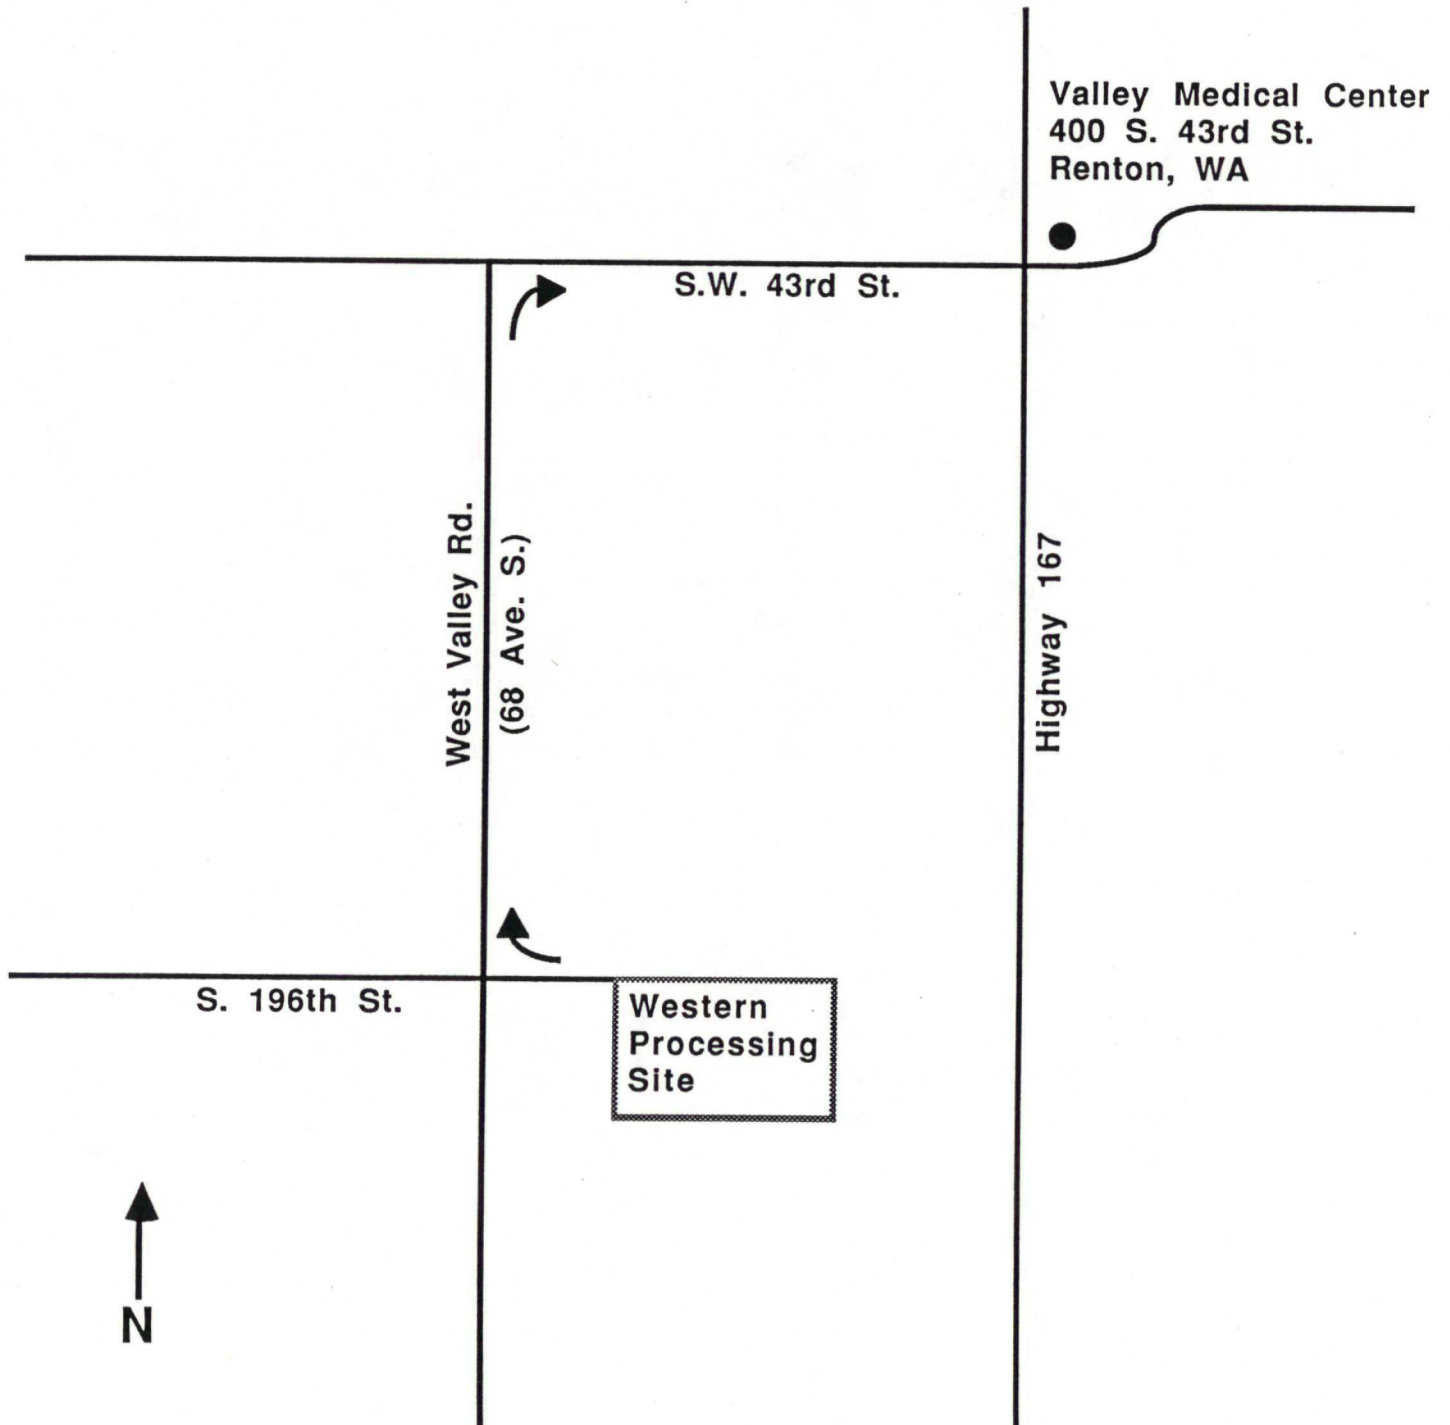 Valley Medical Center
400 S. 43rd St.
Renton, WA
S.W. 43rd St.
West Valley Rd.
(68 Ave. S.)
Highway 167
S. 196th St.
Western
Processing
Site
N